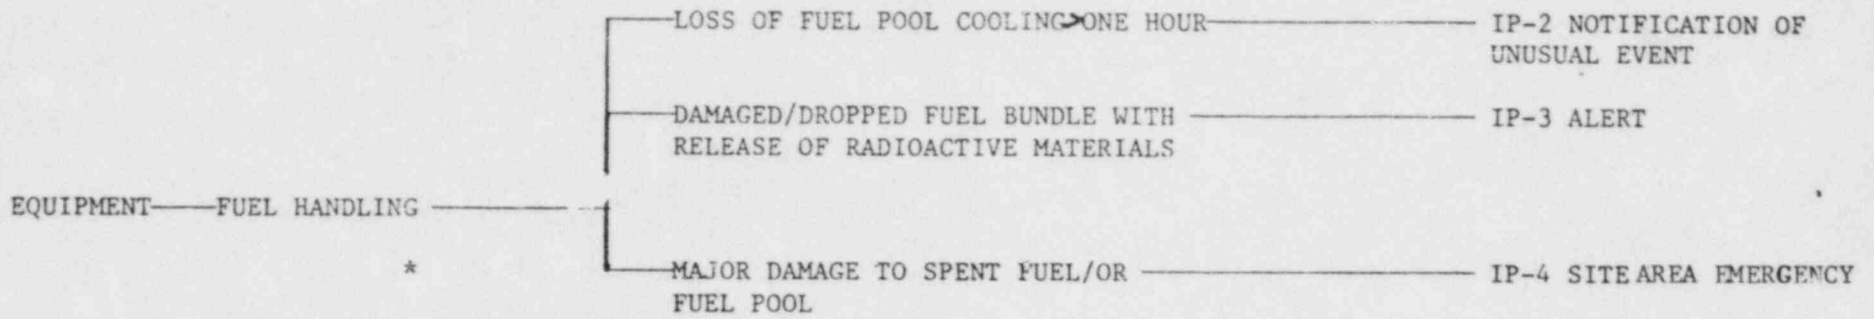 LOSS OF FUEL POOL COOLING>ONE HOUR
IP-2 NOTIFICATION OF
UNUSUAL EVENT
DAMAGED/DROPPED FUEL BUNDLE WITH
RELEASE OF RADIOACTIVE MATERIALS
IP-3 ALERT
EQUIPMENT
FUEL HANDLING
*
MAJOR DAMAGE TO SPENT FUEL/OR
FUEL POOL
IP-4 SITE AREA EMERGENCY